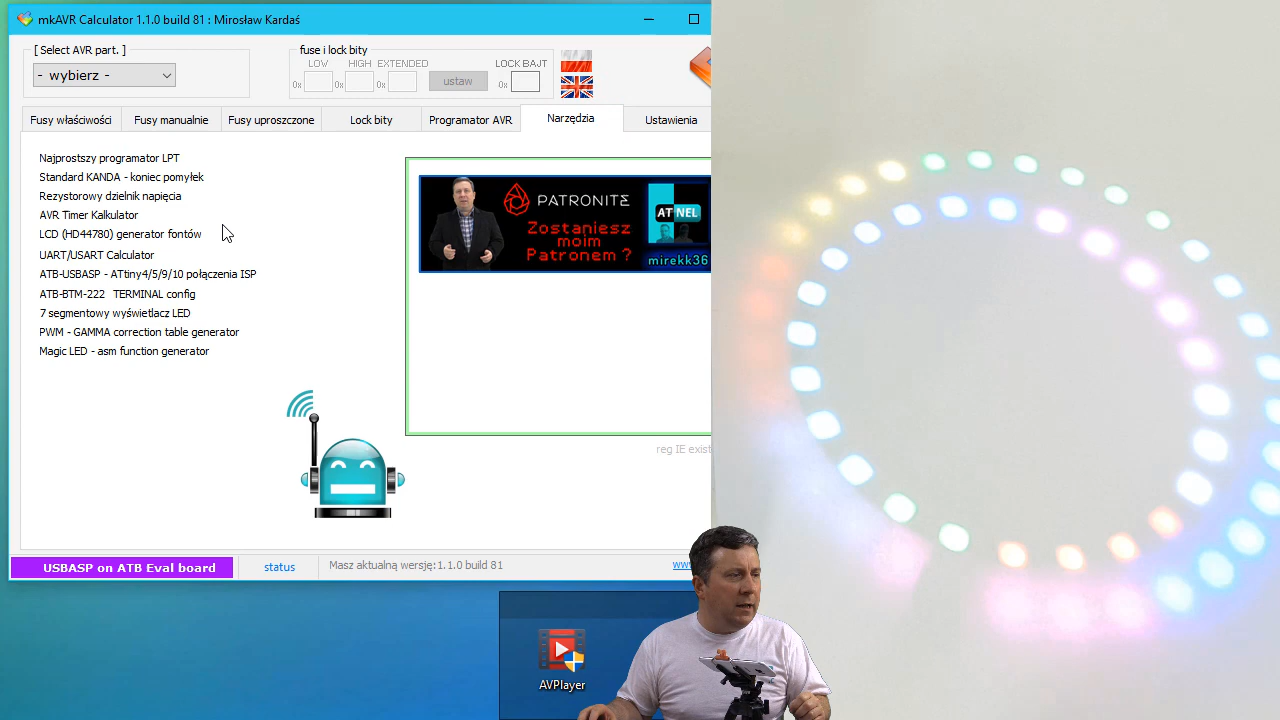 mkAVR Calculator 1.1.0 build 81 : Mirosław Kardaś
[ Select AVR part. ]
- wybierz -
fuse i lock bity
LOW HIGH EXTENDED LOCK BAJT
0x 0x 0x ustaw 0x
Fusy właściwości Fusy manualnie Fusy uproszczone Lock bity Programator AVR Narzędzia Ustawienia
Najprostszy programator LPT
Standard KANDA - koniec pomyłek
Rezystorowy dzielnik napięcia
AVR Timer Kalkulator
LCD (HD44780) generator fontów
UART/USART Calculator
ATB-USBASP - ATtiny4/5/9/10 połączenia ISP
ATB-BTM-222 TERMINAL config
7 segmentowy wyświetlacz LED
PWM - GAMMA correction table generator
Magic LED - asm function generator
PATRONITE
Zostaniesz
moim
Patronem ?
AT NEL
mirekk36
reg IE exist
USBASP on ATB Eval board
status
Masz aktualną wersję:1.1.0 build 81
www
AVPlayer